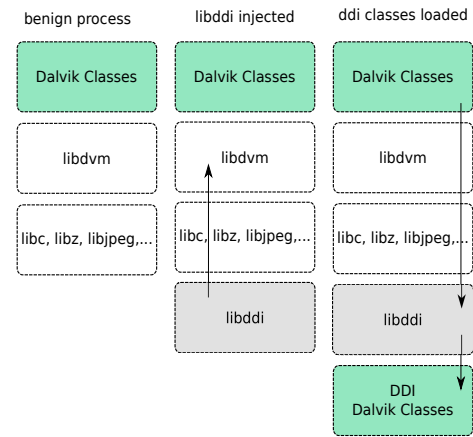 benign process
Dalvik Classes
libdvm
libc, libz, libjpeg,...
libddi injected
Dalvik Classes
libdvm
libc, libz, libjpeg,...
libddi
ddi classes loaded
Dalvik Classes
libdvm
libc, libz, libjpeg,...
libddi
DDI
Dalvik Classes